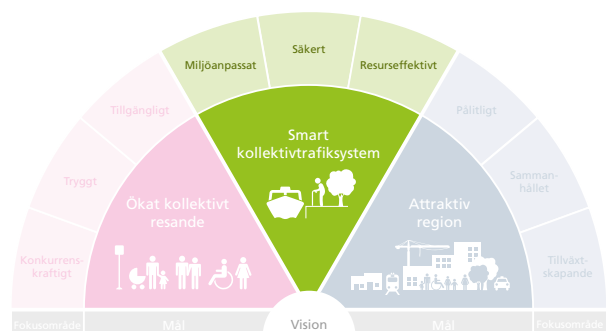 Säkert
Miljöanpassat
Resurseffektivt
Tillgängligt
Pålitligt
Smart
kollektivtrafiksystem
Tryggt
Samman-
hållet
Ökat kollektivt
resande
Attraktiv
region
Konkurrens-
kraftigt
Tillväxt-
skapande
Fokusområde
Mål
Vision
Mål
Fokusområde